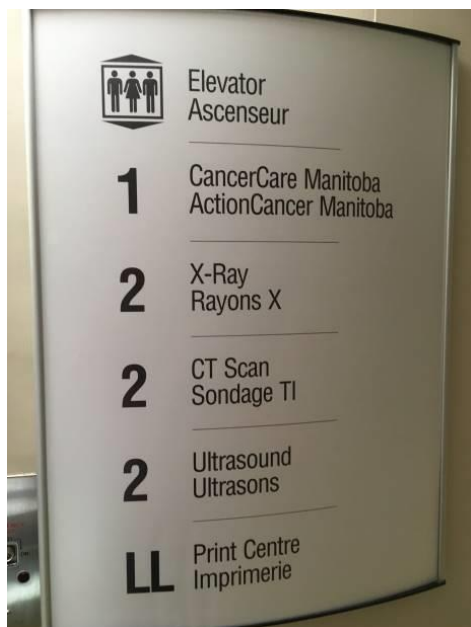 Elevator
Ascenseur
1 CancerCare Manitoba
ActionCancer Manitoba
2 X-Ray
Rayons X
2 CT Scan
Sondage TI
2 Ultrasound
Ultrasons
LL Print Centre
Imprimerie